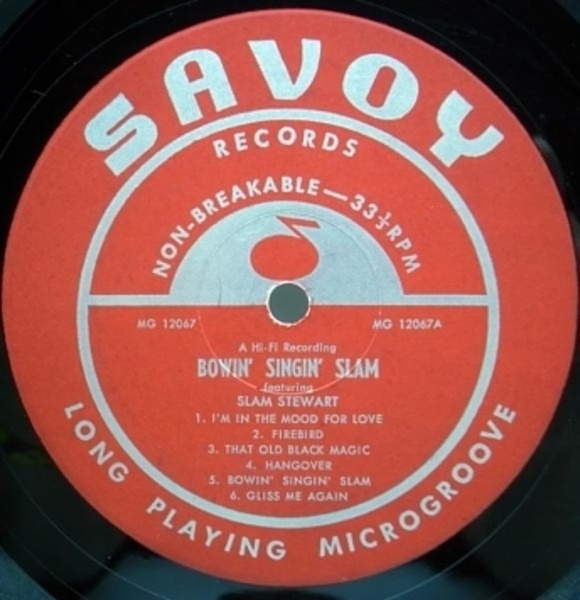 SAVOY
RECORDS
NON-BREAKABLE—33⅓RPM
MG 12067
MG 12067A
A Hi-Fi Recording
BOWIN' SINGIN' SLAM
featuring
SLAM STEWART
1. I'M IN THE MOOD FOR LOVE
2. FIREBIRD
3. THAT OLD BLACK MAGIC
4. HANGOVER
5. BOWIN' SINGIN' SLAM
6. GLISS ME AGAIN
LONG PLAYING MICROGROOVE